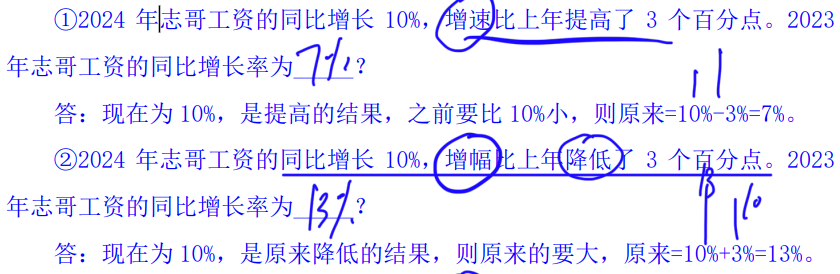 ①2024 年志哥工资的同比增长 10%，增速比上年提高了 3 个百分点。2023
年志哥工资的同比增长率为 7% ？
答：现在为 10%，是提高的结果，之前要比 10%小，则原来=10%-3%=7%。
②2024 年志哥工资的同比增长 10%，增幅比上年降低了 3 个百分点。2023
13 10
年志哥工资的同比增长率为 13% ？
答：现在为 10%，是原来降低的结果，则原来的要大，原来=10%+3%=13%。